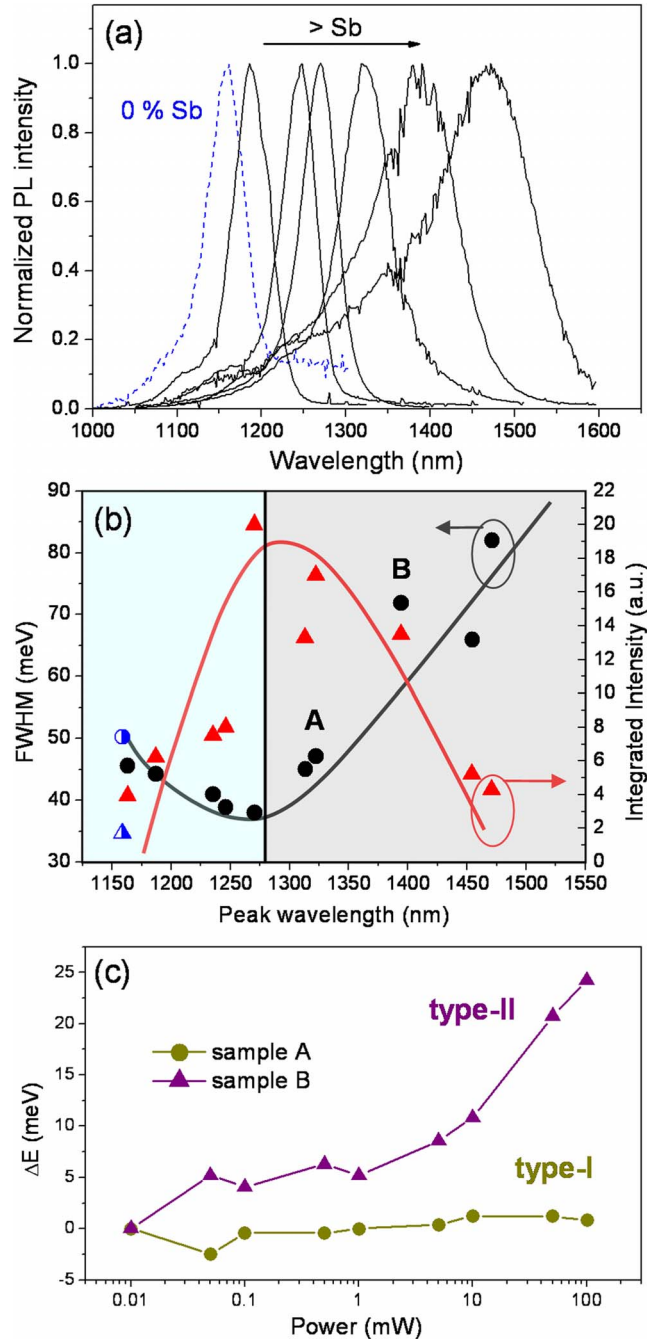 (a)
> Sb
0 % Sb
Normalized PL intensity
1.0
0.8
0.6
0.4
0.2
0.0
1000 1100 1200 1300 1400 1500 1600
Wavelength (nm)
(b)
B
A
FWHM (meV)
90
80
70
60
50
40
30
Integrated Intensity (a.u.)
22
20
18
16
14
12
10
8
6
4
2
0
1150 1200 1250 1300 1350 1400 1450 1500 1550
Peak wavelength (nm)
(c)
type-II
sample A
sample B
type-I
ΔE (meV)
25
20
15
10
5
0
-5
0.01 0.1 1 10 100
Power (mW)